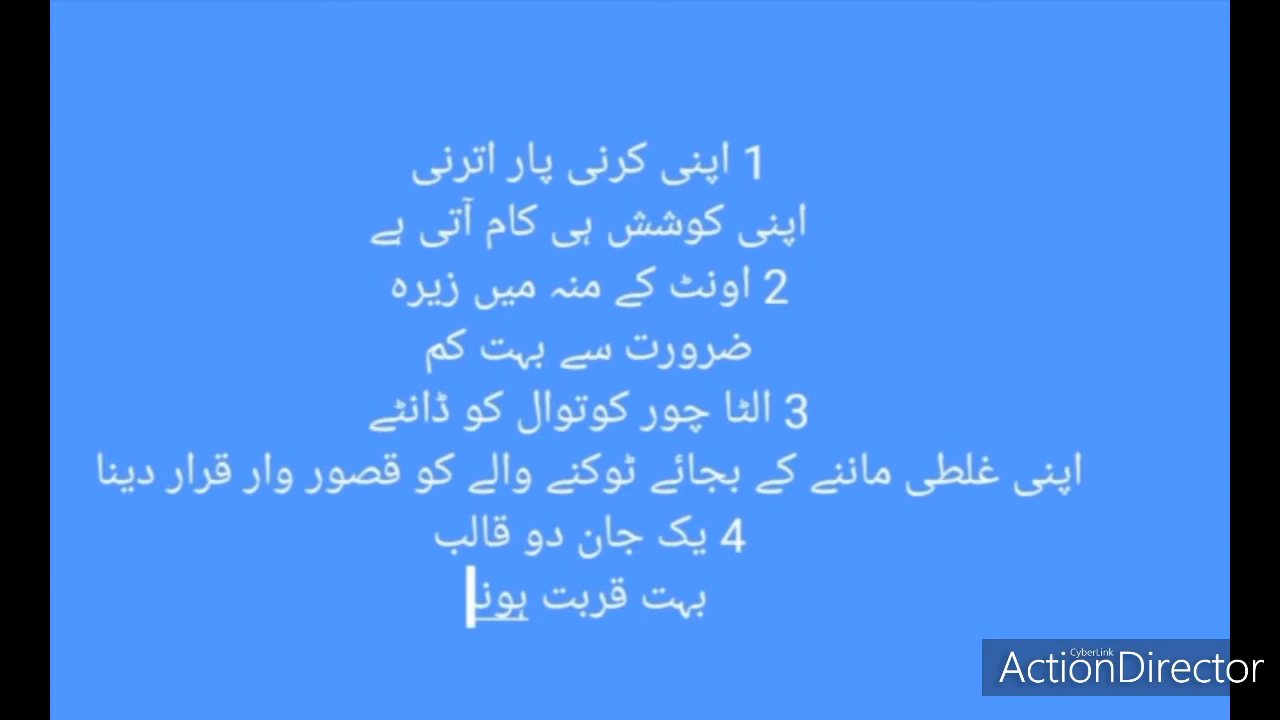 1 اپنی کرنی پار اترنی
اپنی کوشش ہی کام آتی ہے
2 اونٹ کے منہ میں زیرہ
ضرورت سے بہت کم
3 الٹا چور کوتوال کو ڈانٹے
اپنی غلطی ماننے کے بجائے ٹوکنے والے کو قصور وار قرار دینا
4 یک جان دو قالب
بہت قربت ہونا
CyberLink
ActionDirector